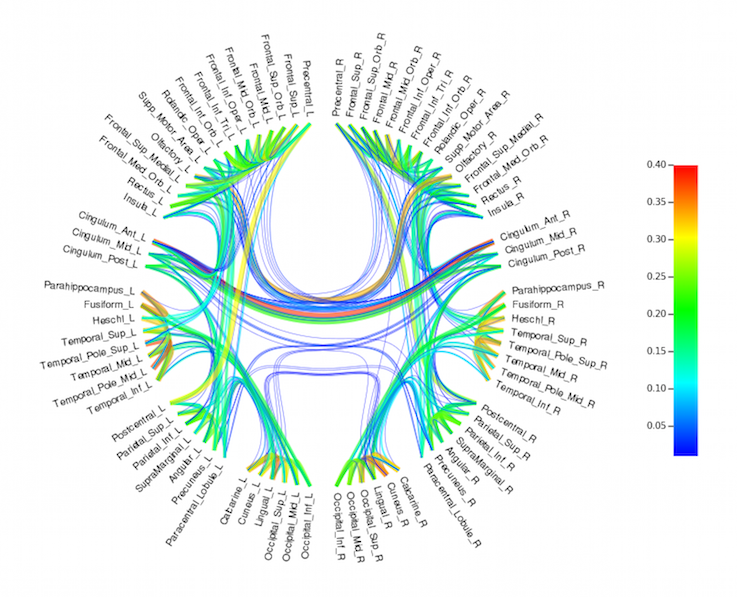 Precentral_L
Frontal_Sup_L
Frontal_Sup_Orb_L
Frontal_Mid_L
Frontal_Mid_Orb_L
Frontal_Inf_Oper_L
Frontal_Inf_Tri_L
Frontal_Inf_Orb_L
Rolandic_Oper_L
Supp_Motor_Area_L
Olfactory_L
Frontal_Sup_Medial_L
Frontal_Med_Orb_L
Rectus_L
Insula_L
Cingulum_Ant_L
Cingulum_Mid_L
Cingulum_Post_L
Parahippocampus_L
Fusiform_L
Heschl_L
Temporal_Sup_L
Temporal_Pole_Sup_L
Temporal_Mid_L
Temporal_Pole_Mid_L
Temporal_Inf_L
Postcentral_L
Parietal_Sup_L
Parietal_Inf_L
SupraMarginal_L
Angular_L
Precuneus_L
Paracentral_Lobule_L
Calcarine_L
Cuneus_L
Lingual_L
Occipital_Sup_L
Occipital_Mid_L
Occipital_Inf_L
Precentral_R
Frontal_Sup_R
Frontal_Sup_Orb_R
Frontal_Mid_R
Frontal_Mid_Orb_R
Frontal_Inf_Oper_R
Frontal_Inf_Tri_R
Frontal_Inf_Orb_R
Rolandic_Oper_R
Supp_Motor_Area_R
Olfactory_R
Frontal_Sup_Medial_R
Frontal_Med_Orb_R
Rectus_R
Insula_R
Cingulum_Ant_R
Cingulum_Mid_R
Cingulum_Post_R
Parahippocampus_R
Fusiform_R
Heschl_R
Temporal_Sup_R
Temporal_Pole_Sup_R
Temporal_Mid_R
Temporal_Pole_Mid_R
Temporal_Inf_R
Postcentral_R
Parietal_Sup_R
Parietal_Inf_R
SupraMarginal_R
Angular_R
Precuneus_R
Paracentral_Lobule_R
Calcarine_R
Cuneus_R
Lingual_R
Occipital_Sup_R
Occipital_Mid_R
Occipital_Inf_R
0.40
0.35
0.30
0.25
0.20
0.15
0.10
0.05